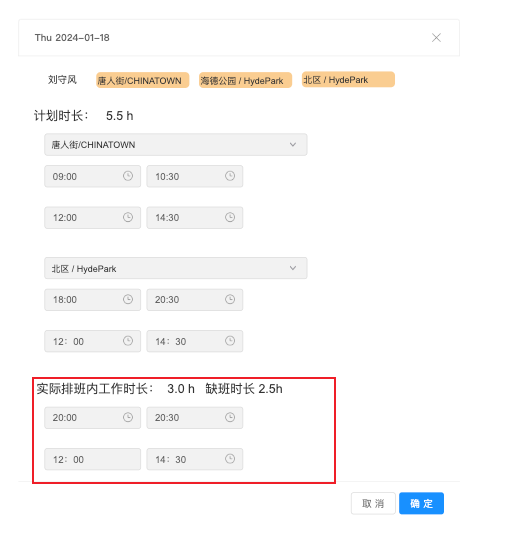 Thu 2024-01-18
刘守风 唐人街/CHINATOWN 海德公园 / HydePark 北区 / HydePark
计划时长： 5.5 h
唐人街/CHINATOWN
09:00 10:30
12:00 14:30
北区 / HydePark
18:00 20:30
12：00 14：30
实际排班内工作时长： 3.0 h 缺班时长 2.5h
20:00 20:30
12：00 14：30
取 消 确 定